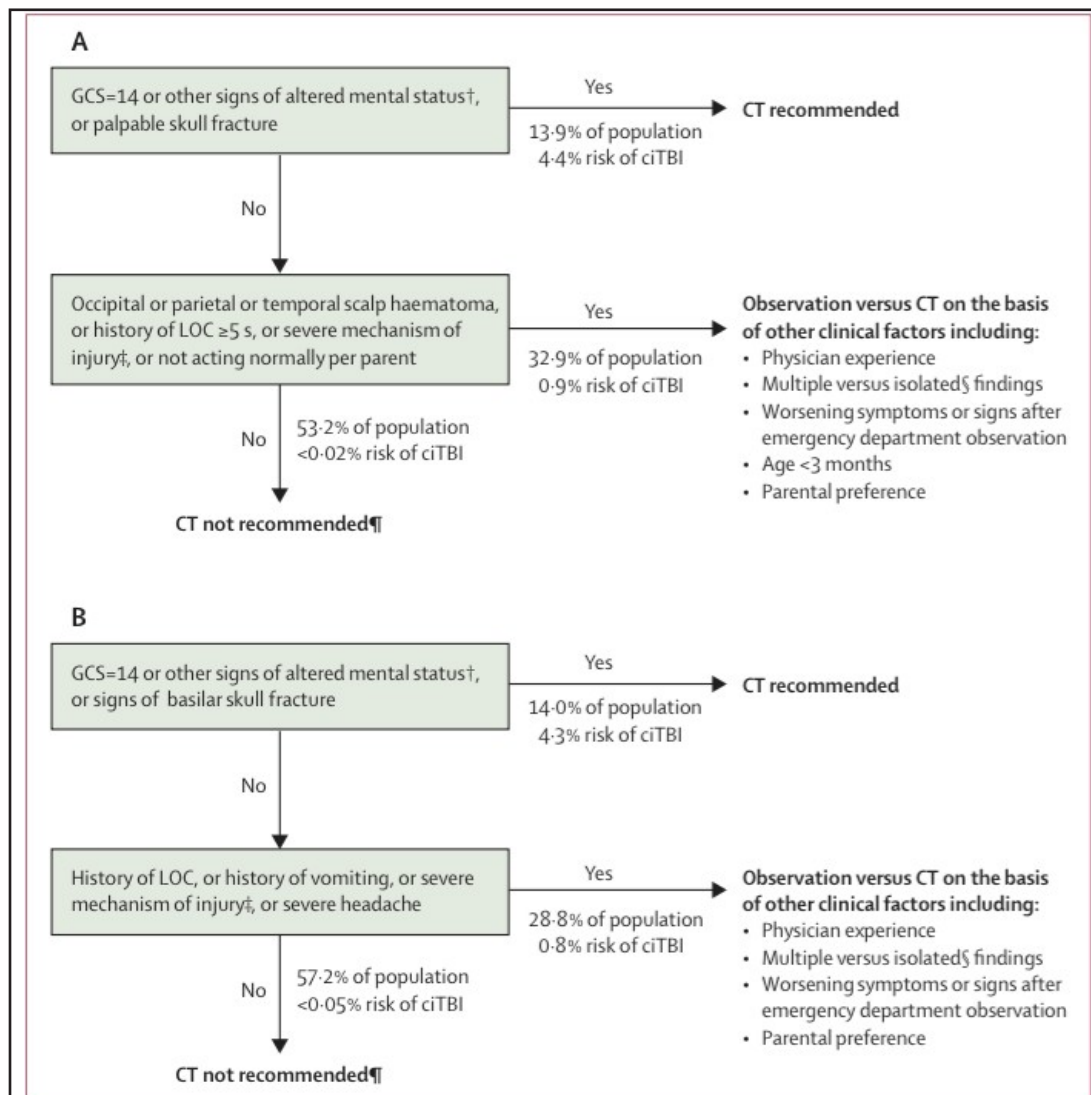 A
GCS=14 or other signs of altered mental status†,
or palpable skull fracture
Yes
13·9% of population
4·4% risk of ciTBI
CT recommended
No
Occipital or parietal or temporal scalp haematoma,
or history of LOC ≥5 s, or severe mechanism of
injury‡, or not acting normally per parent
Yes
32·9% of population
0·9% risk of ciTBI
Observation versus CT on the basis
of other clinical factors including:
• Physician experience
• Multiple versus isolated§ findings
• Worsening symptoms or signs after
emergency department observation
• Age <3 months
• Parental preference
No
53·2% of population
<0·02% risk of ciTBI
CT not recommended¶
B
GCS=14 or other signs of altered mental status†,
or signs of basilar skull fracture
Yes
14·0% of population
4·3% risk of ciTBI
CT recommended
No
History of LOC, or history of vomiting, or severe
mechanism of injury‡, or severe headache
Yes
28·8% of population
0·8% risk of ciTBI
Observation versus CT on the basis
of other clinical factors including:
• Physician experience
• Multiple versus isolated§ findings
• Worsening symptoms or signs after
emergency department observation
• Parental preference
No
57·2% of population
<0·05% risk of ciTBI
CT not recommended¶